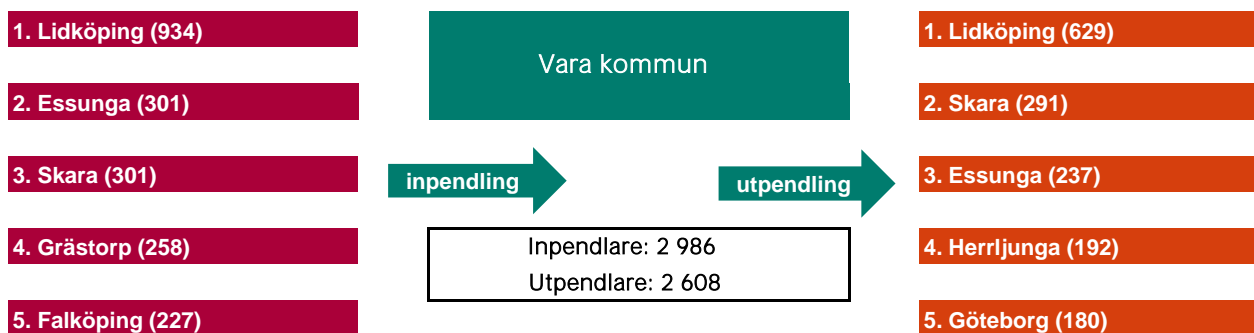 1. Lidköping (934)
2. Essunga (301)
3. Skara (301)
4. Grästorp (258)
5. Falköping (227)
Vara kommun
inpendling
utpendling
Inpendlare: 2 986
Utpendlare: 2 608
1. Lidköping (629)
2. Skara (291)
3. Essunga (237)
4. Herrljunga (192)
5. Göteborg (180)